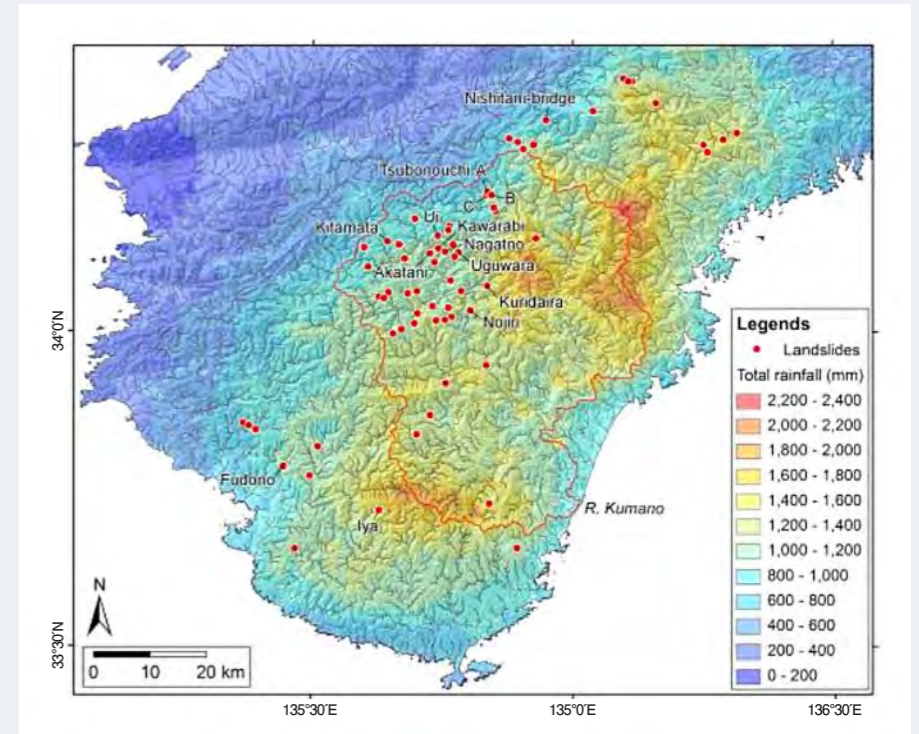 Nishitani-bridge
Tsubonouchi A
B
C
Ui
Kitamata
Kawarabi
Nagatno
Akatani
Uguwara
Kuridaira
Nojiri
34°0'N
Legends
Landslides
Total rainfall (mm)
2,200 - 2,400
2,000 - 2,200
1,800 - 2,000
1,600 - 1,800
1,400 - 1,600
1,200 - 1,400
1,000 - 1,200
800 - 1,000
600 - 800
400 - 600
200 - 400
0 - 200
Fudono
Iya
R. Kumano
N
0 10 20 km
33°30'N
135°30'E
135°0'E
136°30'E